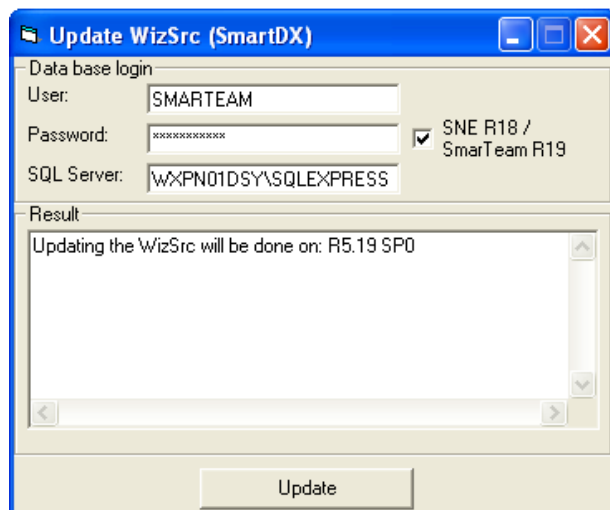 Update WizSrc (SmartDX)
Data base login
User:
SMARTEAM
Password:
***********
SNE R18 /
SmarTeam R19
SQL Server:
WXPN01DSY\SQLEXPRESS
Result
Updating the WizSrc will be done on: R5.19 SP0
Update